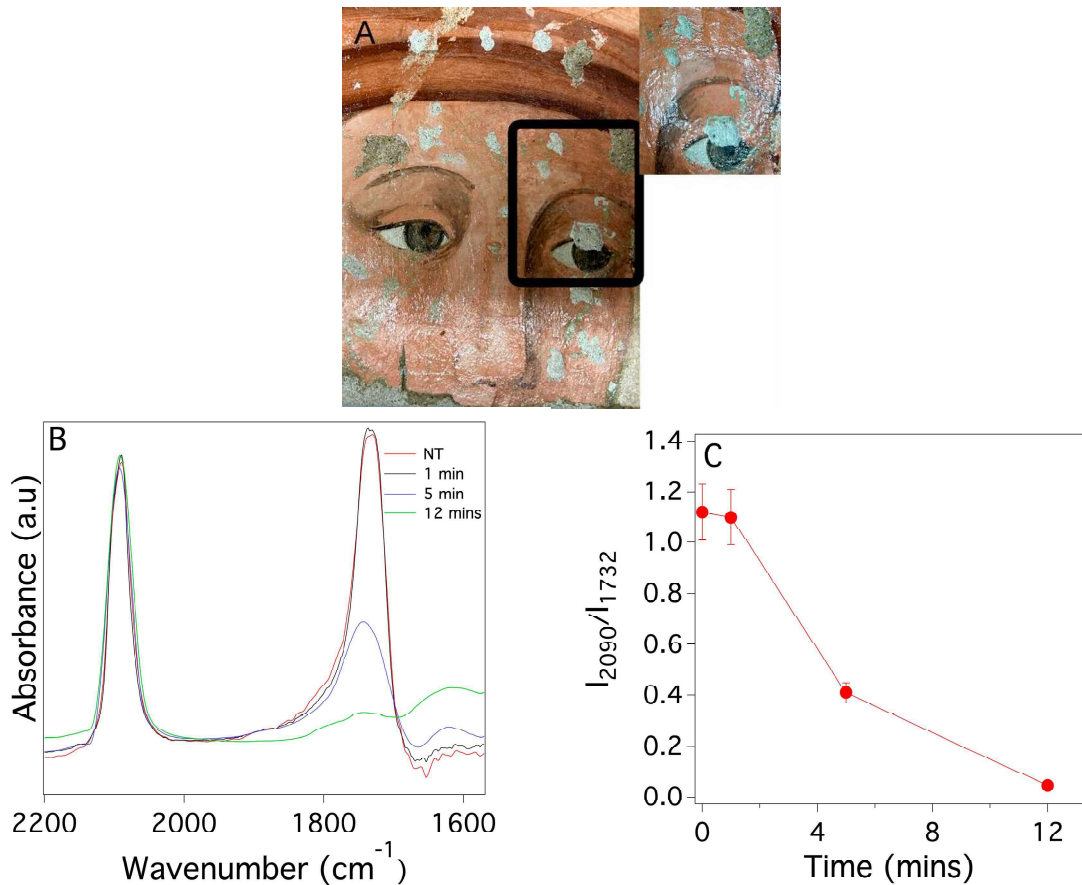 A
B
NT
1 min
5 min
12 mins
Absorbance (a.u)
2200
2000
1800
1600
Wavenumber (cm⁻¹)
C
1.4
1.2
1.0
0.8
0.6
0.4
0.2
0.0
I₂₀₉₀/I₁₇₃₂
0
4
8
12
Time (mins)